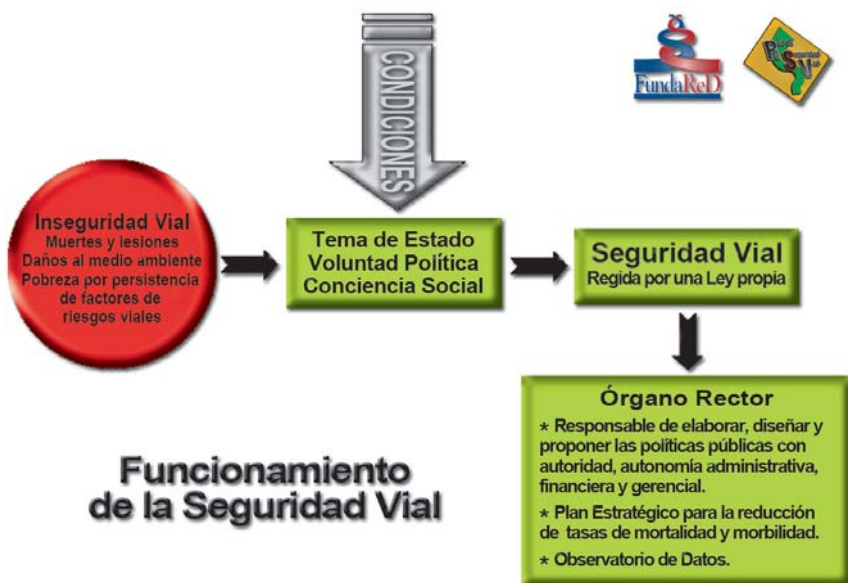 CONDICIONES
FundaReD
Inseguridad Vial
Muertes y lesiones
Daños al medio ambiente
Pobreza por persistencia
de factores de
riesgos viales
Tema de Estado
Voluntad Política
Conciencia Social
Seguridad Vial
Regida por una Ley propia
Órgano Rector
* Responsable de elaborar, diseñar y
proponer las políticas públicas con
autoridad, autonomía administrativa,
financiera y gerencial.
* Plan Estratégico para la reducción
de tasas de mortalidad y morbilidad.
* Observatorio de Datos.
Funcionamiento
de la Seguridad Vial